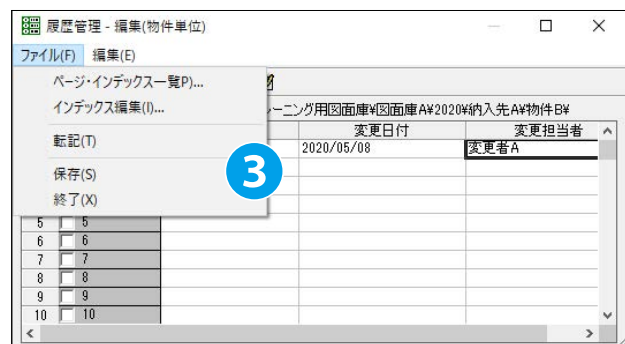 履歴管理 - 編集(物件単位)
ファイル(F) 編集(E)
ページ・インデックス一覧P)...
インデックス編集(I)...
転記(T)
保存(S)
終了(X)
3
ーニング用図面庫¥図面庫A¥2020¥納入先A¥物件B¥
変更日付 変更担当者
2020/05/08 変更者A
5 5
6 6
7 7
8 8
9 9
10 10